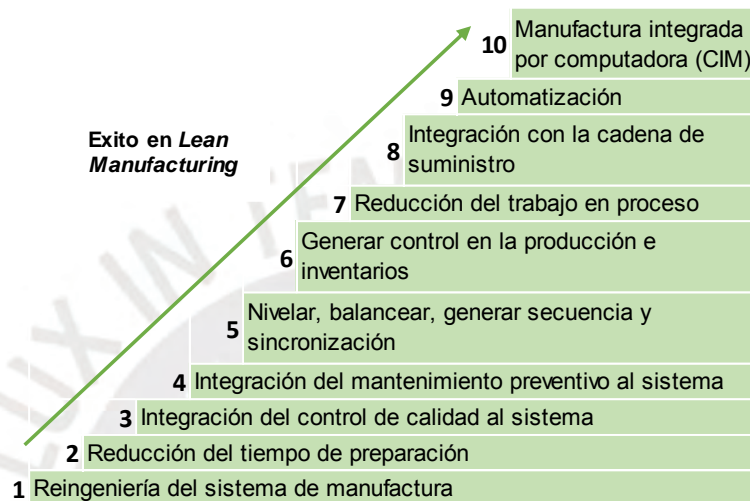 10 Manufactura integrada
por computadora (CIM)
9 Automatización
Exito en Lean
Manufacturing
8 Integración con la cadena de
suministro
7 Reducción del trabajo en proceso
6 Generar control en la producción e
inventarios
5 Nivelar, balancear, generar secuencia y
sincronización
4 Integración del mantenimiento preventivo al sistema
3 Integración del control de calidad al sistema
2 Reducción del tiempo de preparación
1 Reingeniería del sistema de manufactura
LUX IN TEN